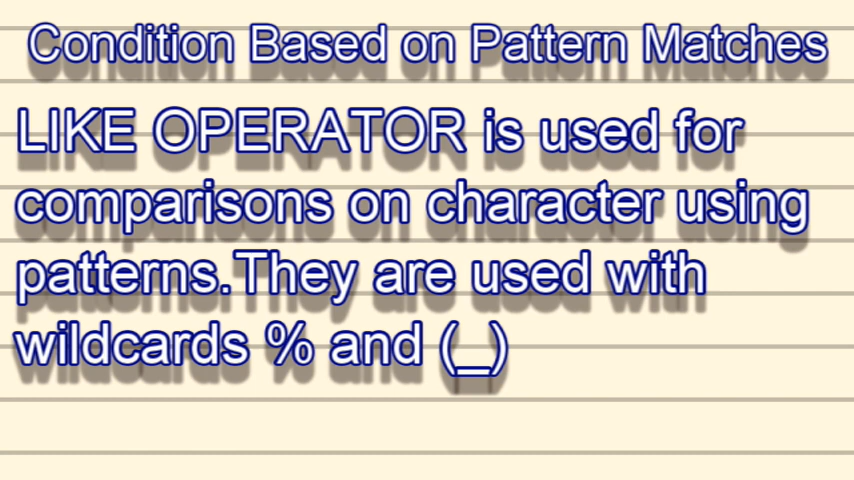 Condition Based on Pattern Matches
LIKE OPERATOR is used for
comparisons on character using
patterns.They are used with
wildcards % and (_)